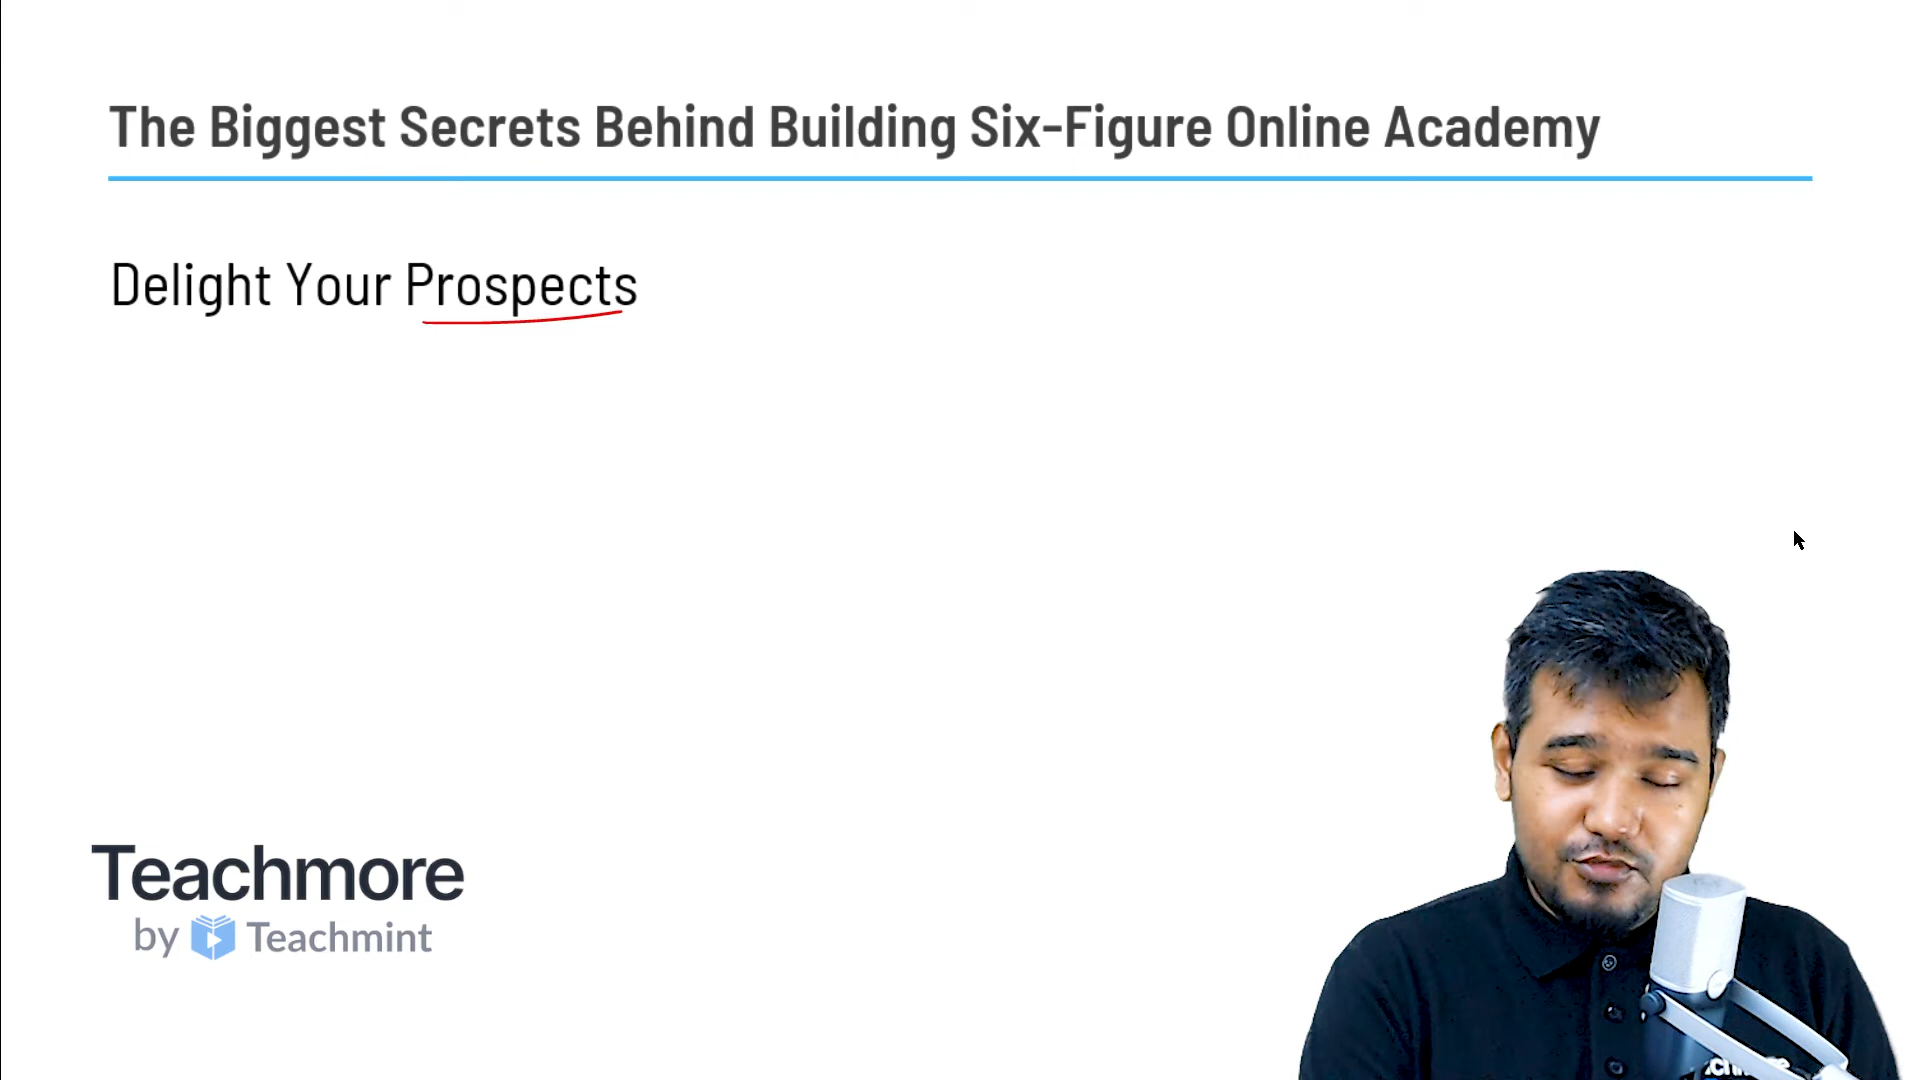 The Biggest Secrets Behind Building Six-Figure Online Academy
Delight Your Prospects
Teachmore
by Teachmint